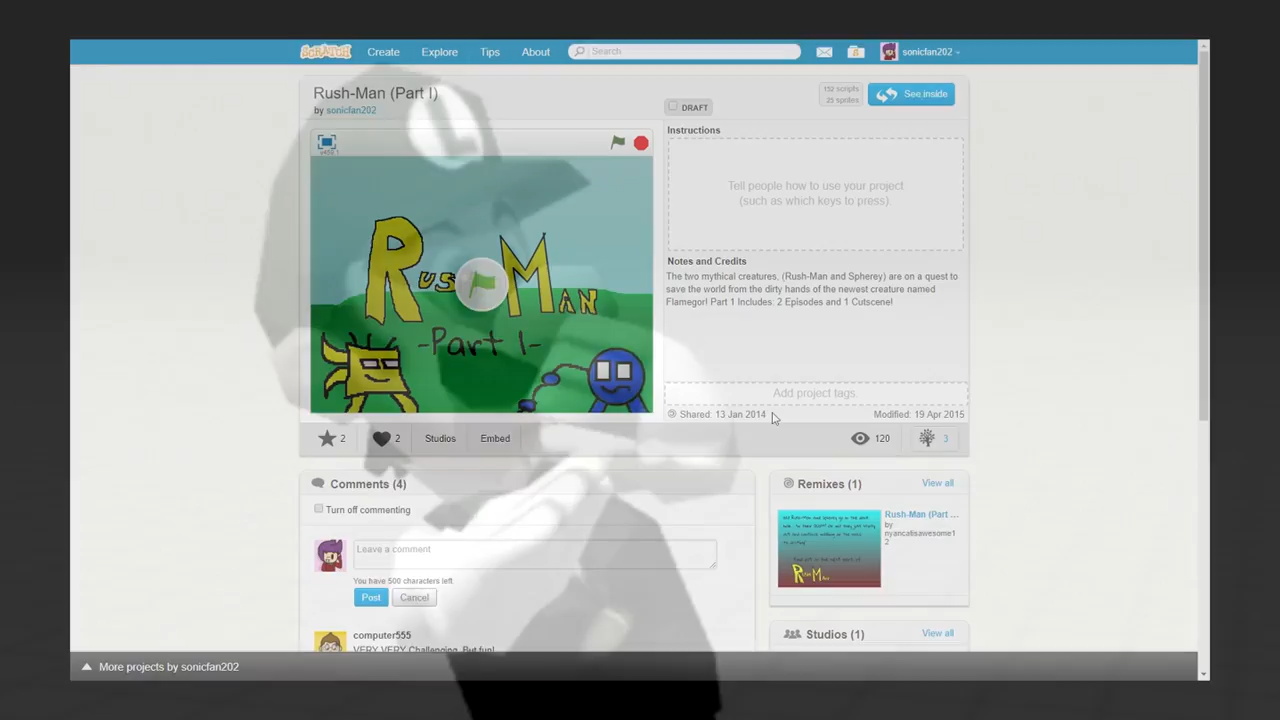 SCRATCH Create Explore Tips About Search sonicfan202
Rush-Man (Part I)
by sonicfan202
132 scripts
25 sprites
See inside
DRAFT
Instructions
Tell people how to use your project
(such as which keys to press).
RUSH MAN
-Part 1-
Notes and Credits
The two mythical creatures, (Rush-Man and Spherey) are on a quest to
save the world from the dirty hands of the newest creature named
Flamegor! Part 1 Includes: 2 Episodes and 1 Cutscene!
Add project tags.
Shared: 13 Jan 2014 Modified: 19 Apr 2015
2 2 Studios Embed 120 3
Comments (4)
Turn off commenting
Leave a comment
You have 500 characters left
Post Cancel
computer555
VERY VERY Challenging. But fun!
Remixes (1) View all
Rush-Man (Part ...
by
nyancatisawesome1
2
Studios (1) View all
More projects by sonicfan202